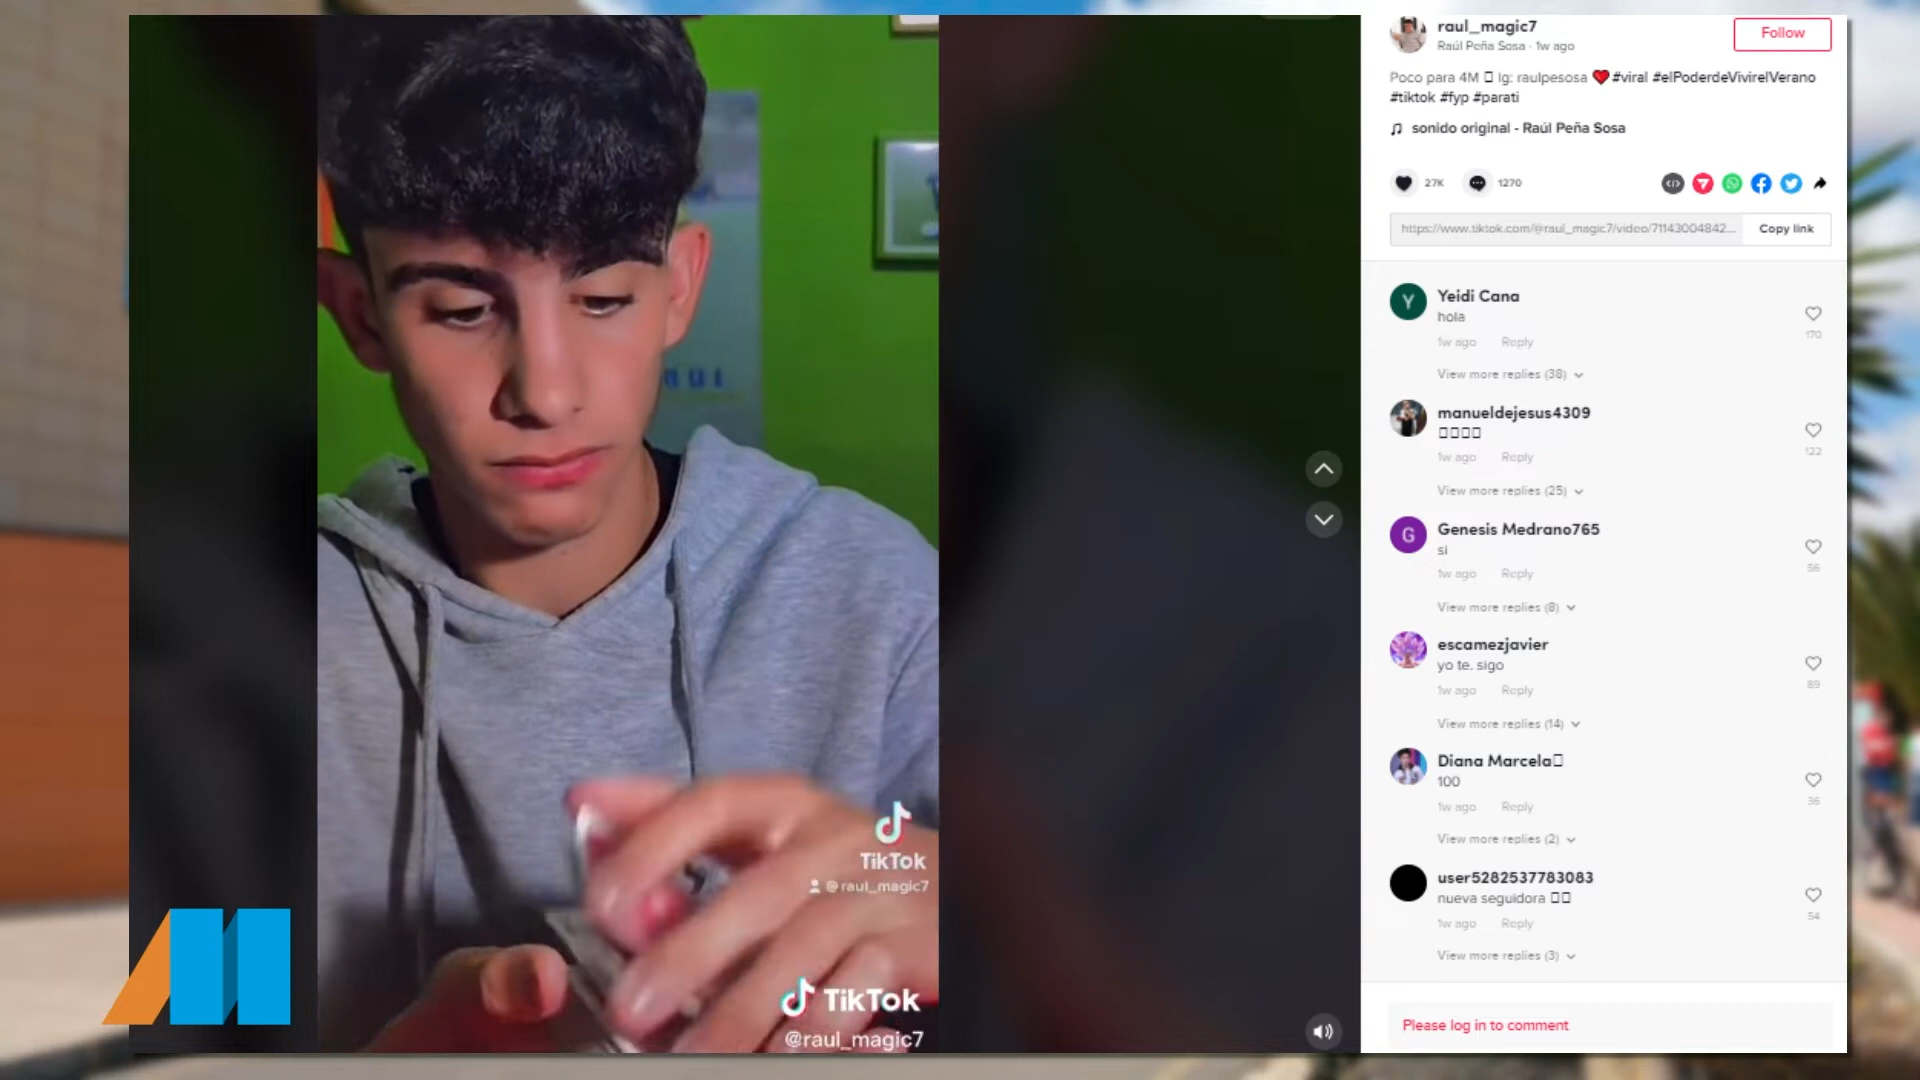 raul_magic7
Raúl Peña Sosa · 1w ago
Follow
Poco para 4M Ig: raulpesosa ❤️ #viral #elPoderdeVivirelVerano
#tiktok #fyp #parati
sonido original - Raúl Peña Sosa
27K
1270
https://www.tiktok.com/@raul_magic7/video/71143004842...
Copy link
Yeidi Cana
hola
1w ago Reply
170
View more replies (38)
manueldejesus4309
1w ago Reply
122
View more replies (25)
Genesis Medrano765
si
1w ago Reply
56
View more replies (8)
escamezjavier
yo te. sigo
1w ago Reply
89
View more replies (14)
Diana Marcela
100
1w ago Reply
36
View more replies (2)
user5282537783083
nueva seguidora
1w ago Reply
54
View more replies (3)
Please log in to comment
TikTok
@raul_magic7
TikTok
@raul_magic7
Y
G